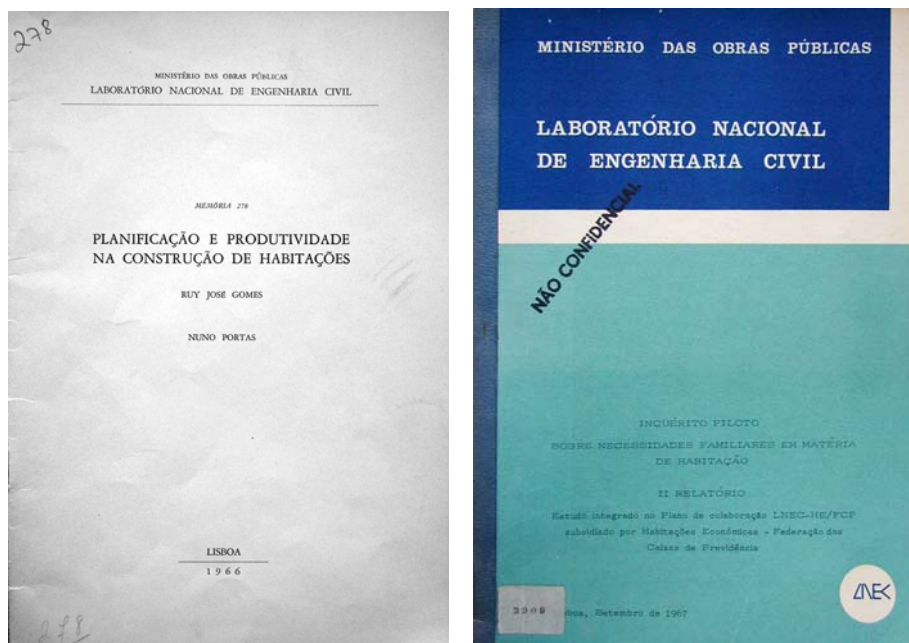 278
MINISTÉRIO DAS OBRAS PÚBLICAS
LABORATÓRIO NACIONAL DE ENGENHARIA CIVIL
MEMÓRIA 278
PLANIFICAÇÃO E PRODUTIVIDADE
NA CONSTRUÇÃO DE HABITAÇÕES
RUY JOSÉ GOMES
NUNO PORTAS
LISBOA
1966
278
MINISTÉRIO DAS OBRAS PÚBLICAS
LABORATÓRIO NACIONAL
DE ENGENHARIA CIVIL
NÃO CONFIDENCIAL
INQUÉRITO PILOTO
SOBRE NECESSIDADES FAMILIARES EM MATÉRIA
DE HABITAÇÃO
II RELATÓRIO
Estudo integrado no Plano de colaboração LNEC-HE/FCP
subsidiado por Habitações Económicas - Federação das
Caixas de Previdência
LNEC
boa, Setembro de 1967